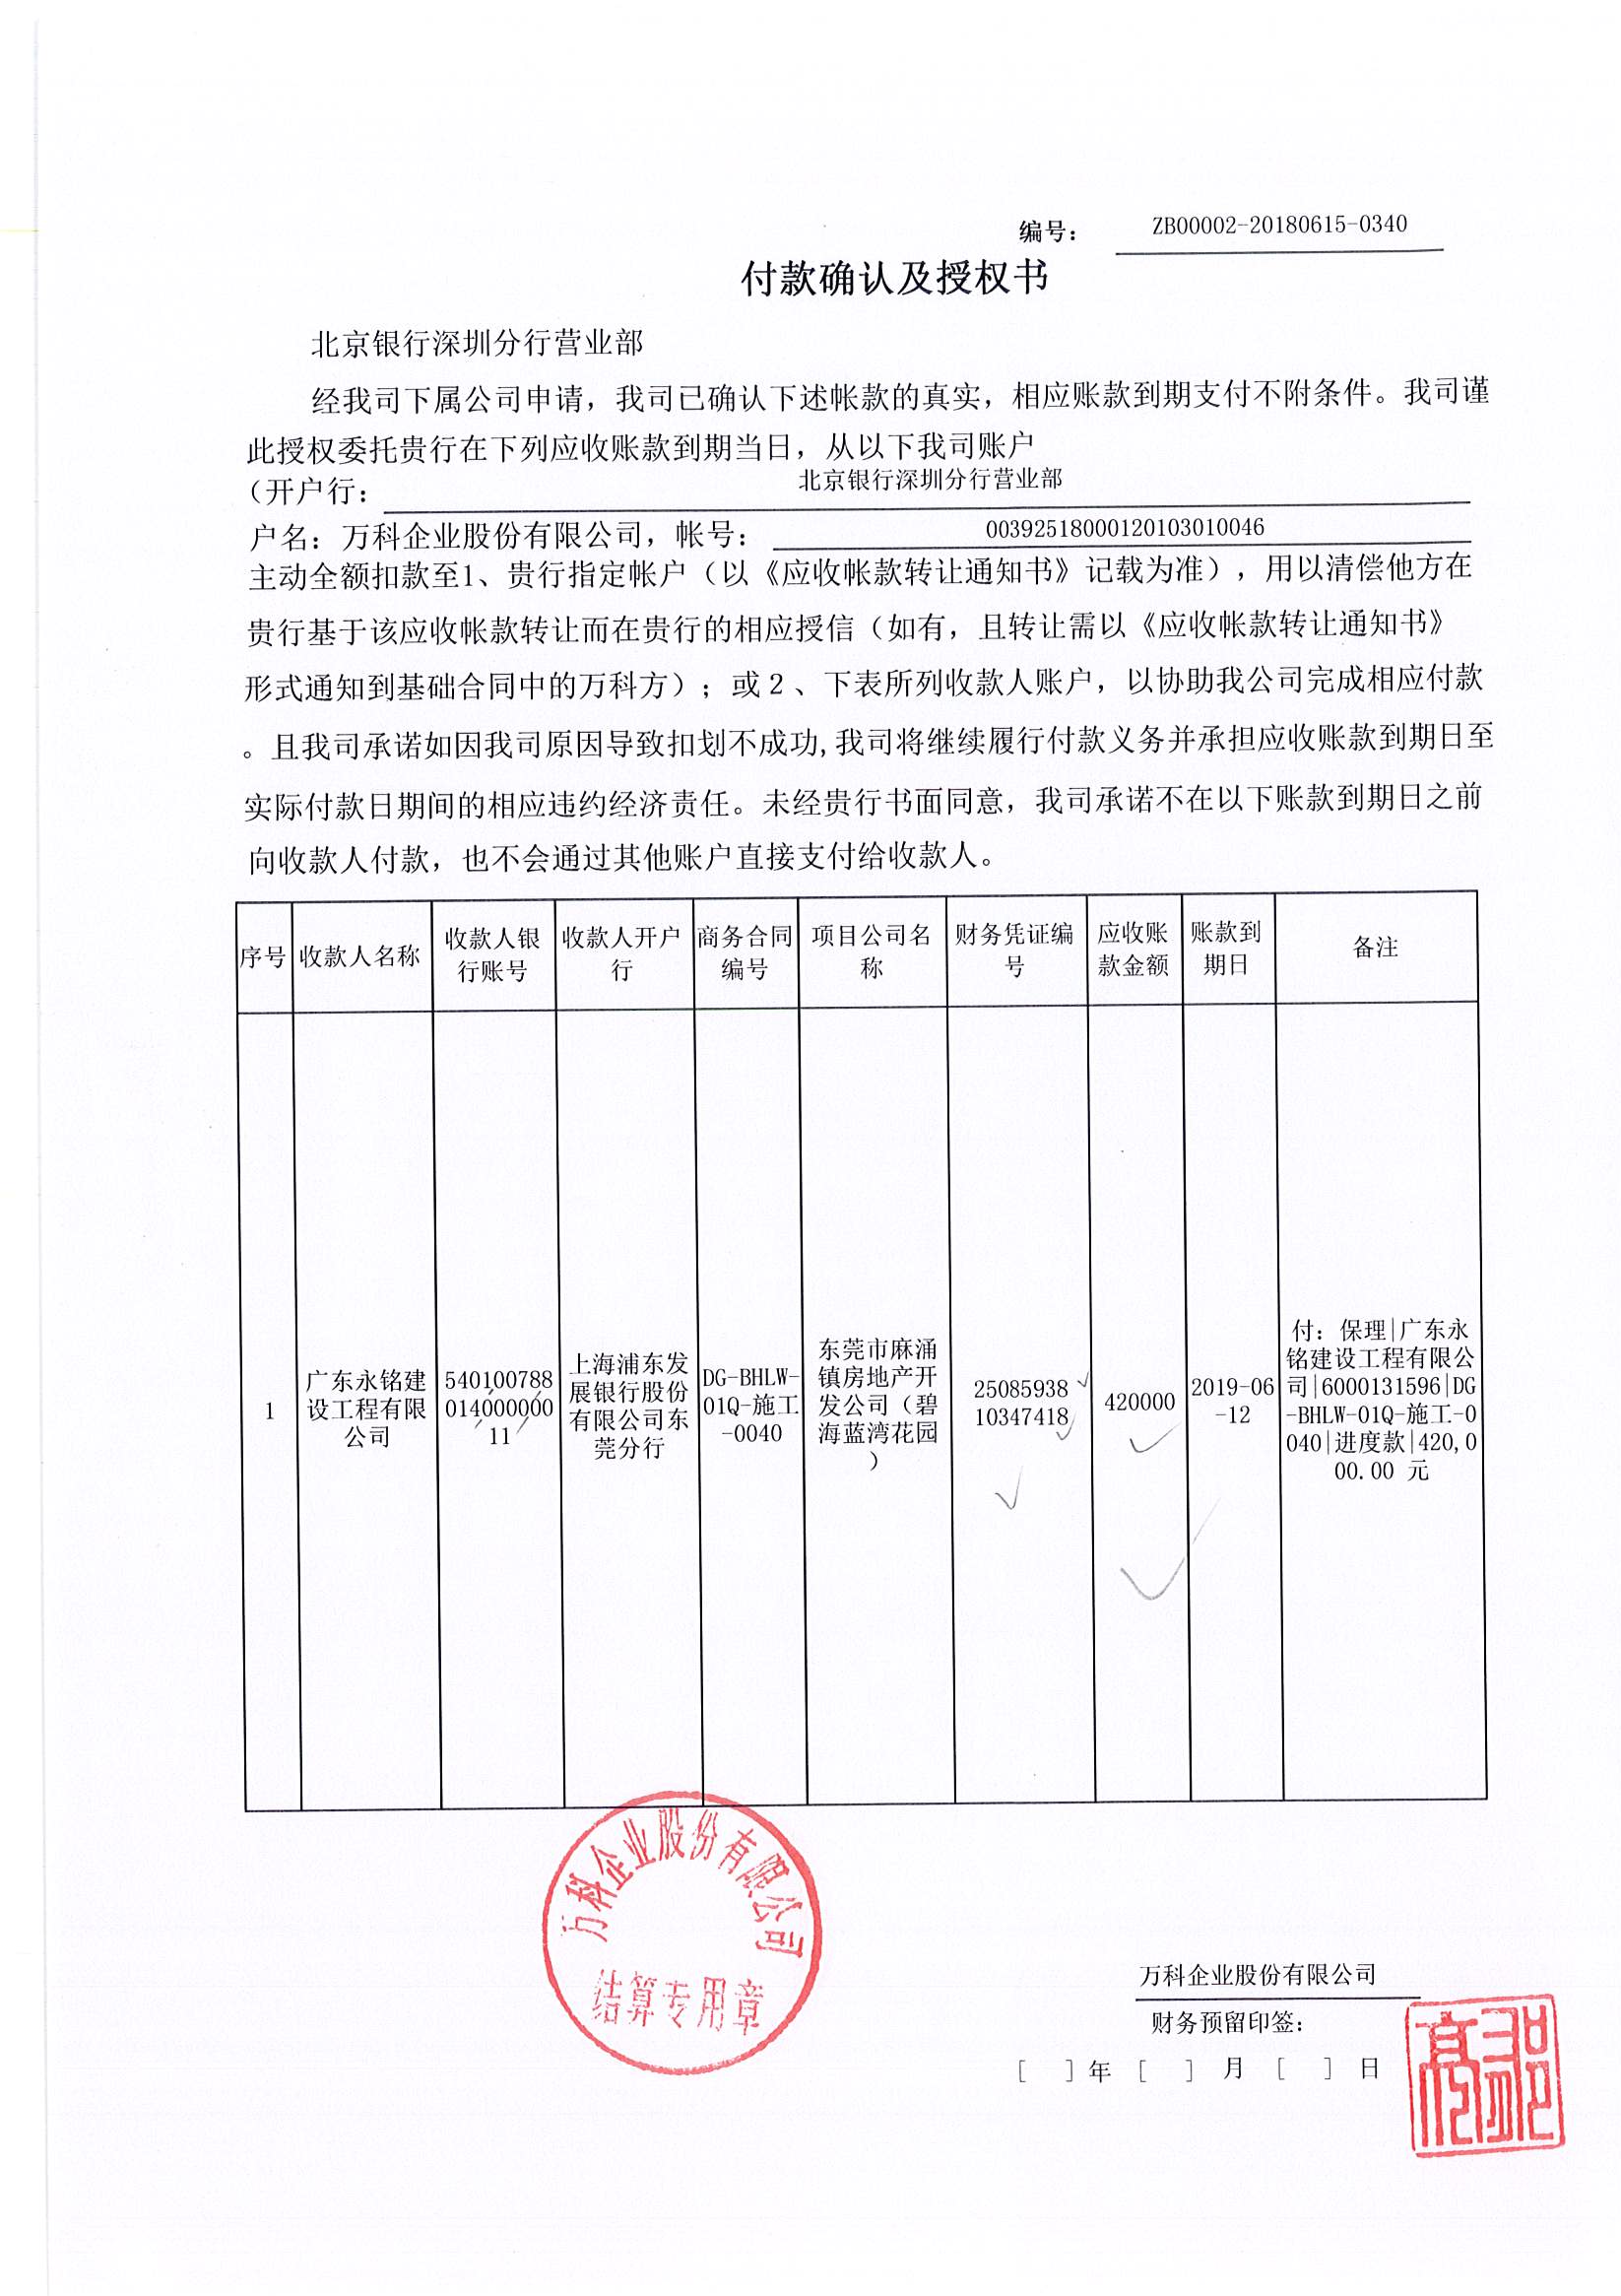 编号： ZB00002-20180615-0340
付款确认及授权书
北京银行深圳分行营业部
经我司下属公司申请，我司已确认下述帐款的真实，相应账款到期支付不附条件。我司谨
此授权委托贵行在下列应收账款到期当日，从以下我司账户
（开户行： 北京银行深圳分行营业部
户名：万科企业股份有限公司，帐号： 00392518000120103010046
主动全额扣款至1、贵行指定帐户（以《应收帐款转让通知书》记载为准），用以清偿他方在
贵行基于该应收帐款转让而在贵行的相应授信（如有，且转让需以《应收帐款转让通知书》
形式通知到基础合同中的万科方）；或２、下表所列收款人账户，以协助我公司完成相应付款
。且我司承诺如因我司原因导致扣划不成功,我司将继续履行付款义务并承担应收账款到期日至
实际付款日期间的相应违约经济责任。未经贵行书面同意，我司承诺不在以下账款到期日之前
向收款人付款，也不会通过其他账户直接支付给收款人。
序号
收款人名称
收款人银
行账号
收款人开户
行
商务合同
编号
项目公司名
称
财务凭证编
号
应收账
款金额
账款到
期日
备注
1
广东永铭建
设工程有限
公司
540100788
014000000
11
上海浦东发
展银行股份
有限公司东
莞分行
DG-BHLW-
01Q-施工
-0040
东莞市麻涌
镇房地产开
发公司（碧
海蓝湾花园
）
25085938
10347418
420000
2019-06
-12
付：保理|广东永
铭建设工程有限公
司|6000131596|DG
-BHLW-01Q-施工-0
040|进度款|420,0
00.00 元
万科企业股份有限公司
结算专用章
万科企业股份有限公司
财务预留印签：
［ ］年［ ］月［ ］日